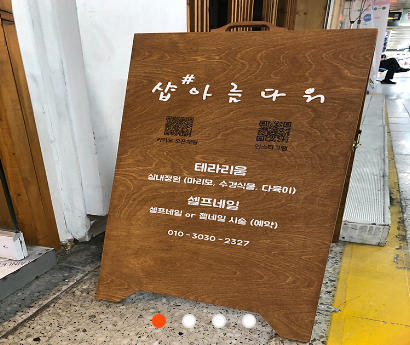 샵#아름다워
카카오 오픈채팅
인스타그램
테라리움
실내정원 (마리모, 수경식물, 다육이)
셀프네일
셀프네일 or 젤네일 시술 (예약)
010-3030-2327